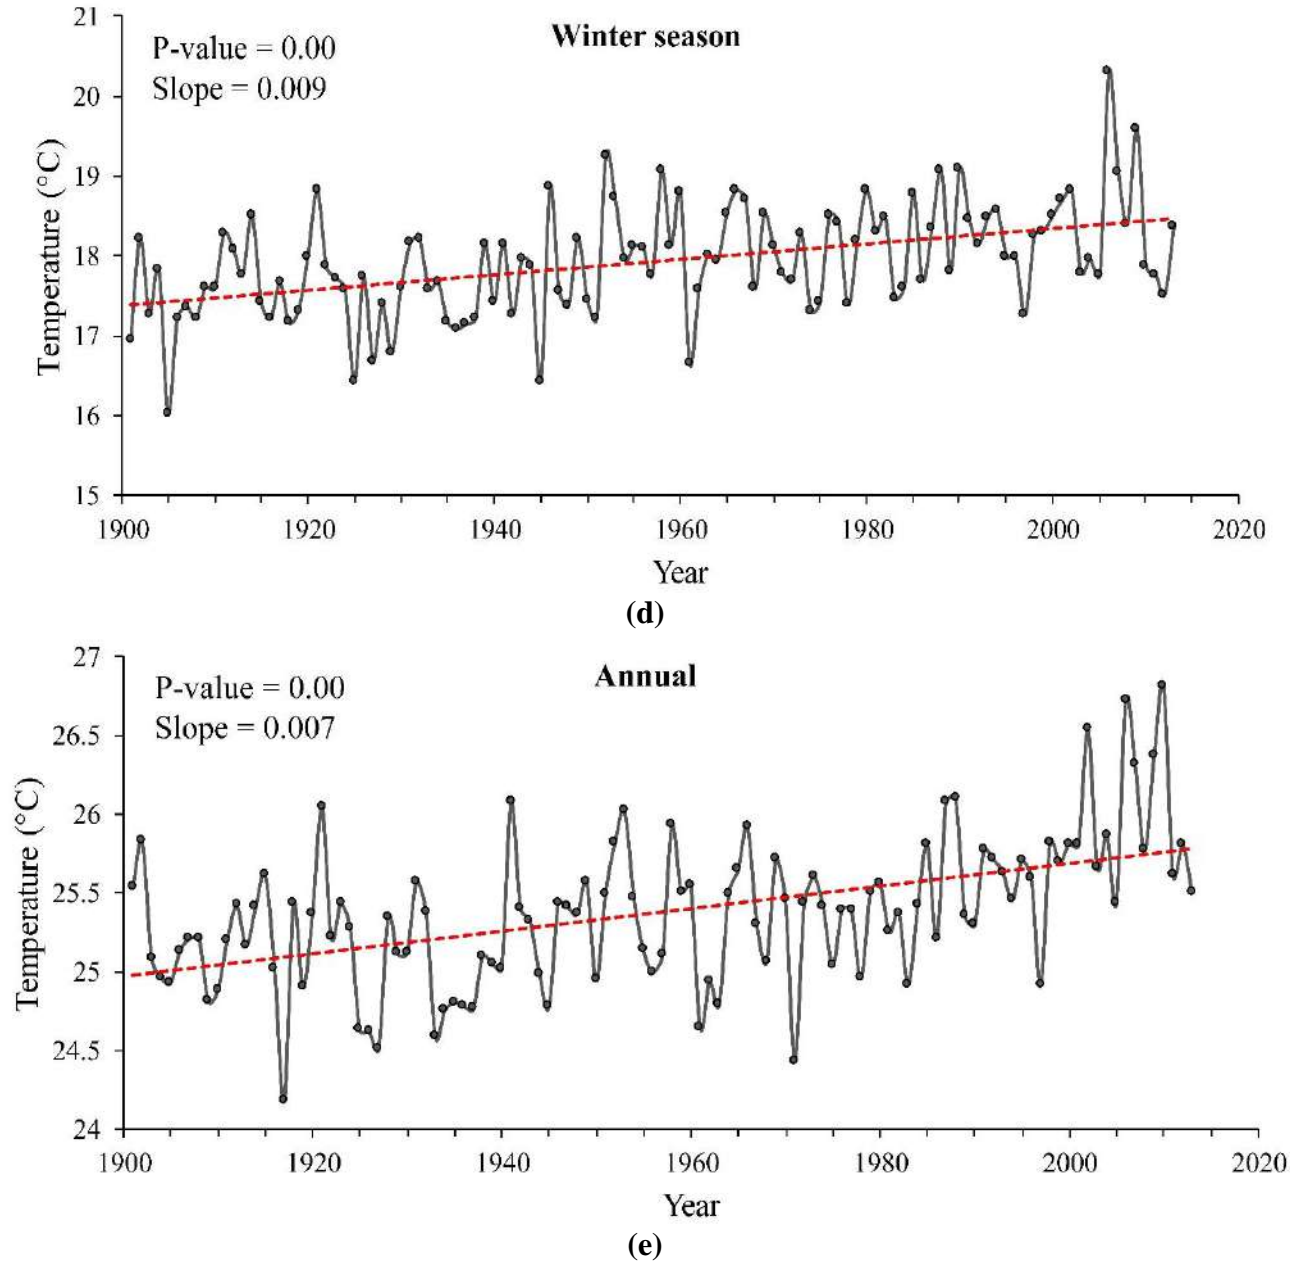 Winter season
P-value = 0.00
Slope = 0.009
21
20
19
18
17
16
15
Temperature (°C)
1900 1920 1940 1960 1980 2000 2020
Year
(d)
Annual
P-value = 0.00
Slope = 0.007
27
26.5
26
25.5
25
24.5
24
Temperature (°C)
1900 1920 1940 1960 1980 2000 2020
Year
(e)